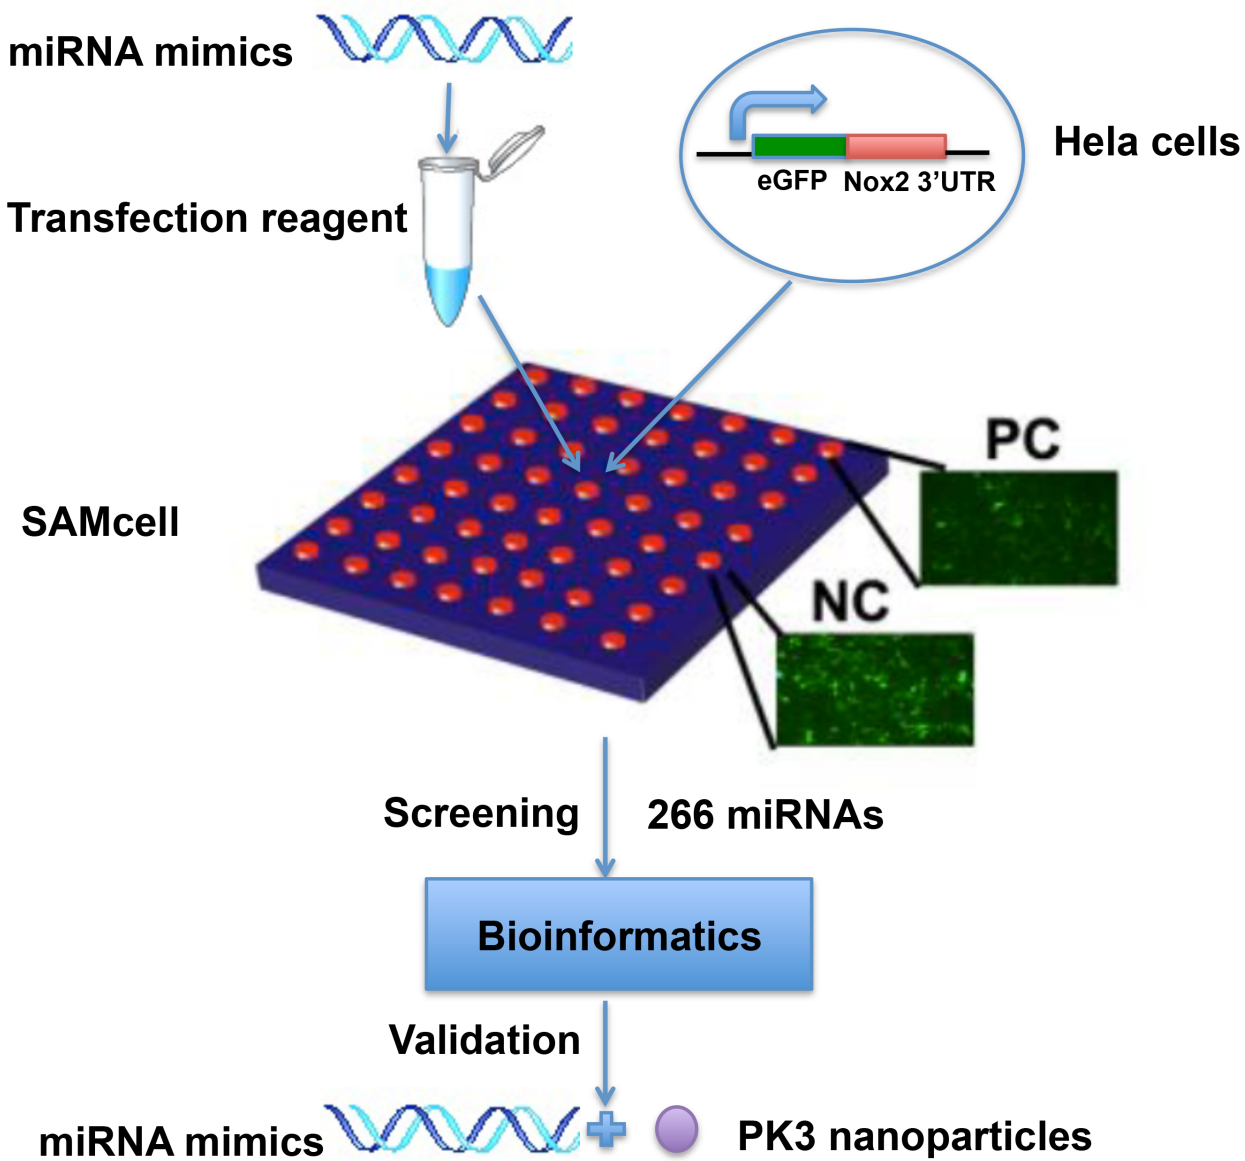 miRNA mimics
Hela cells
eGFP Nox2 3’UTR
Transfection reagent
PC
SAMcell
NC
Screening 266 miRNAs
Bioinformatics
Validation
miRNA mimics PK3 nanoparticles